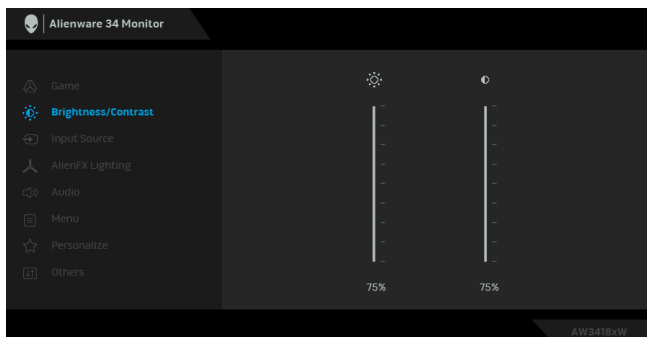 Alienware 34 Monitor
Game
Brightness/Contrast
Input Source
AlienFX Lighting
Audio
Menu
Personalize
Others
75% 75%
AW3418xW